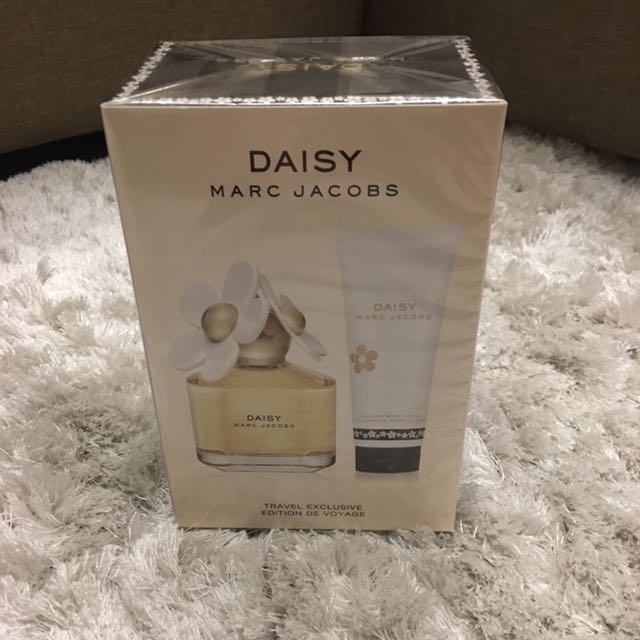 DAISY
MARC JACOBS
DAISY
MARC JACOBS
DAISY
MARC JACOBS
TRAVEL EXCLUSIVE
EDITION DE VOYAGE